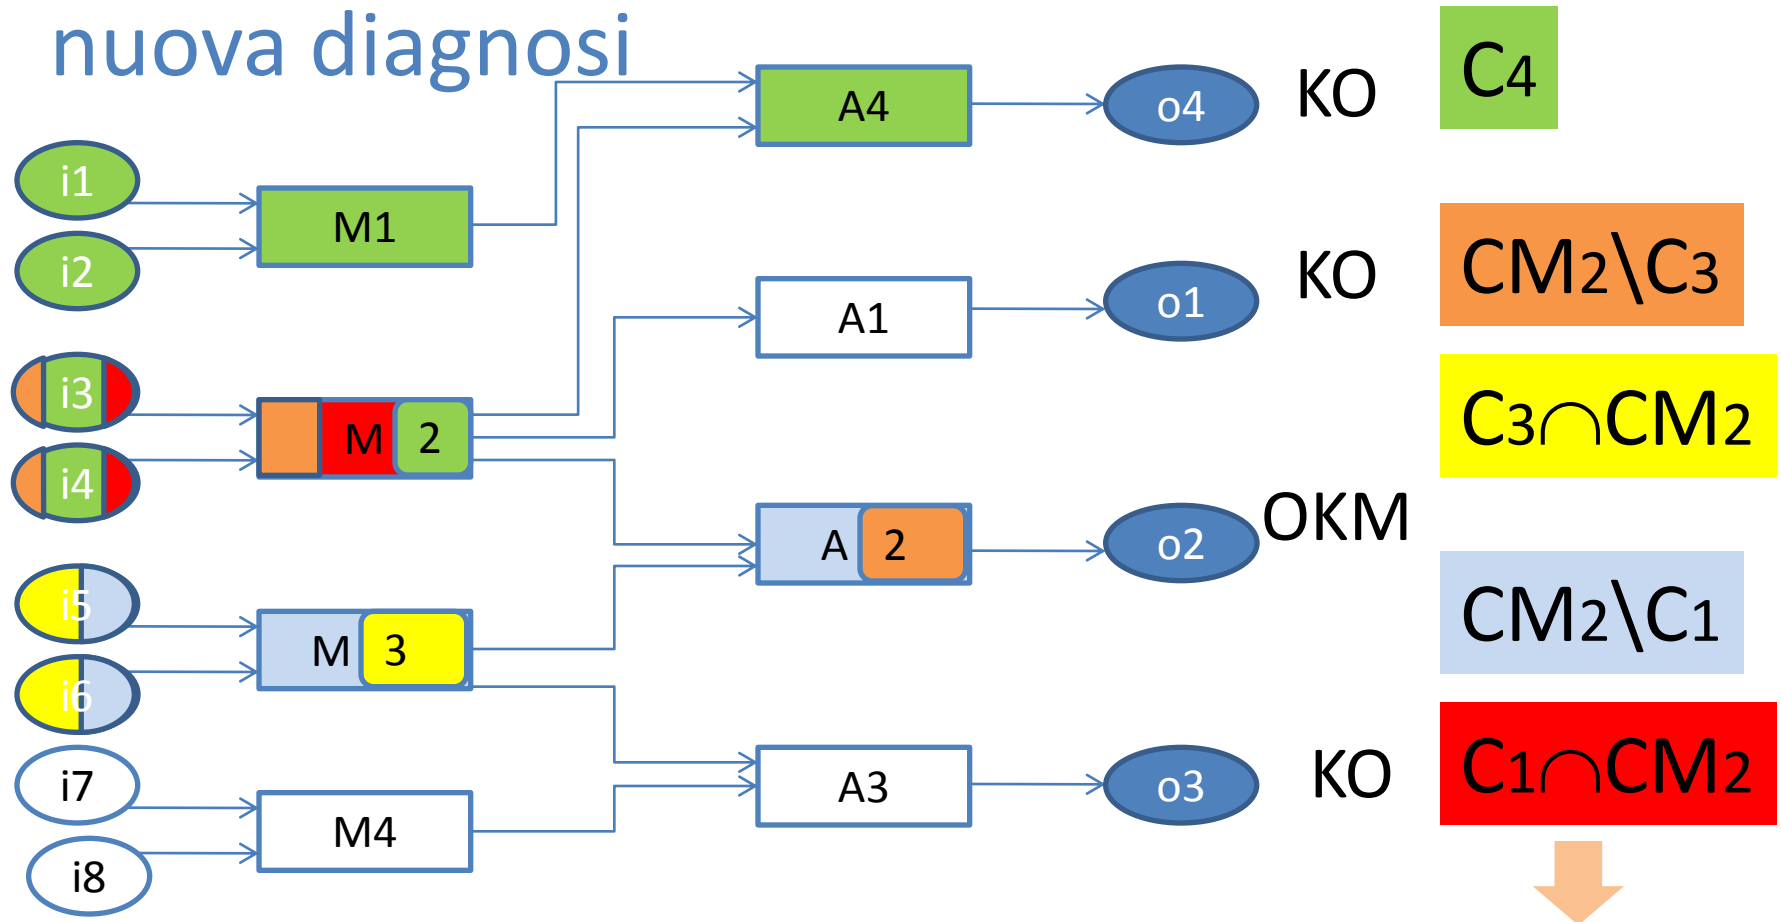 nuova diagnosi
A4
o4
KO
C4
i1
M1
i2
A1
o1
KO
CM2\C3
i3
M 2
i4
C3∩CM2
A 2
o2
OKM
i5
M 3
i6
CM2\C1
i7
M4
i8
A3
o3
KO
C1∩CM2